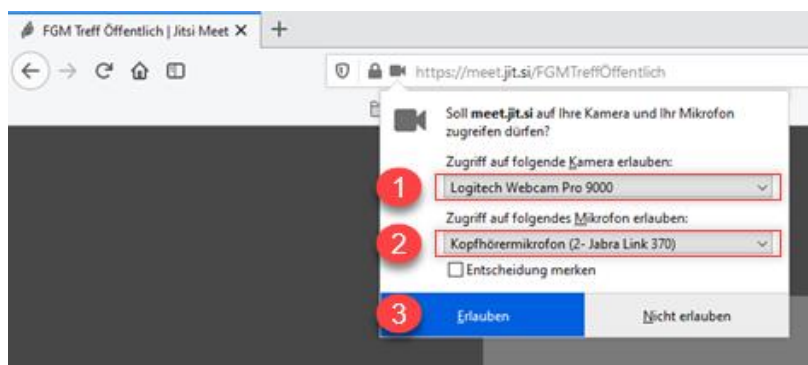 FGM Treff Öffentlich | Jitsi Meet
https://meet.jit.si/FGMTreffÖffentlich
Soll meet.jit.si auf Ihre Kamera und Ihr Mikrofon
zugreifen dürfen?
Zugriff auf folgende Kamera erlauben:
1
Logitech Webcam Pro 9000
Zugriff auf folgendes Mikrofon erlauben:
2
Kopfhörermikrofon (2- Jabra Link 370)
Entscheidung merken
3
Erlauben
Nicht erlauben